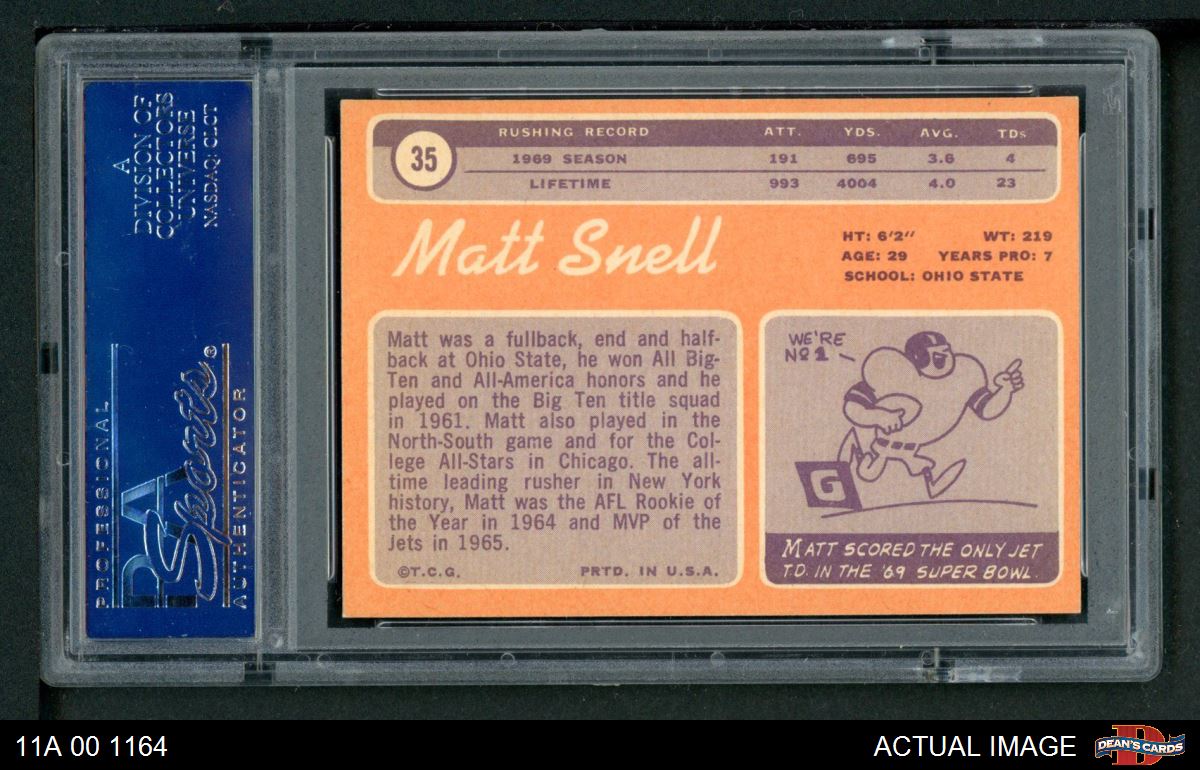 A
DIVISION OF
COLLECTORS
UNIVERSE
NASDAQ: CLCT
PROFESSIONAL
PSA
Sports®
AUTHENTICATOR
35
RUSHING RECORD ATT. YDS. AVG. TDs
1969 SEASON 191 695 3.6 4
LIFETIME 993 4004 4.0 23
Matt Snell
HT: 6'2" WT: 219
AGE: 29 YEARS PRO: 7
SCHOOL: OHIO STATE
Matt was a fullback, end and half-
back at Ohio State, he won All Big-
Ten and All-America honors and he
played on the Big Ten title squad
in 1961. Matt also played in the
North-South game and for the Col-
lege All-Stars in Chicago. The all-
time leading rusher in New York
history, Matt was the AFL Rookie of
the Year in 1964 and MVP of the
Jets in 1965.
©T.C.G. PRTD. IN U.S.A.
WE'RE
Nº 1
G
MATT SCORED THE ONLY JET
T.D. IN THE '69 SUPER BOWL.
11A 00 1164
ACTUAL IMAGE
D
DEAN'S CARDS